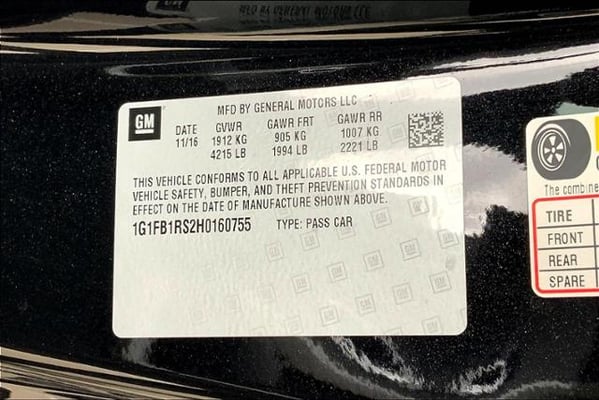 MFD BY GENERAL MOTORS LLC
GM
DATE GVWR GAWR FRT GAWR RR
11/16 1912 KG 905 KG 1007 KG
4215 LB 1994 LB 2221 LB
THIS VEHICLE CONFORMS TO ALL APPLICABLE U.S. FEDERAL MOTOR
VEHICLE SAFETY, BUMPER, AND THEFT PREVENTION STANDARDS IN
EFFECT ON THE DATE OF MANUFACTURE SHOWN ABOVE.
1G1FB1RS2H0160755 TYPE: PASS CAR
The combine
TIRE
FRONT
REAR
SPARE